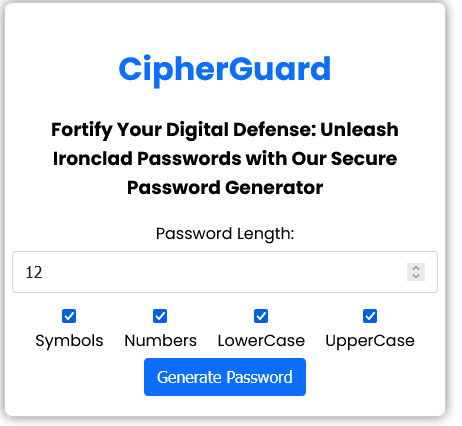 CipherGuard
Fortify Your Digital Defense: Unleash
Ironclad Passwords with Our Secure
Password Generator
Password Length:
12
Symbols Numbers LowerCase UpperCase
Generate Password